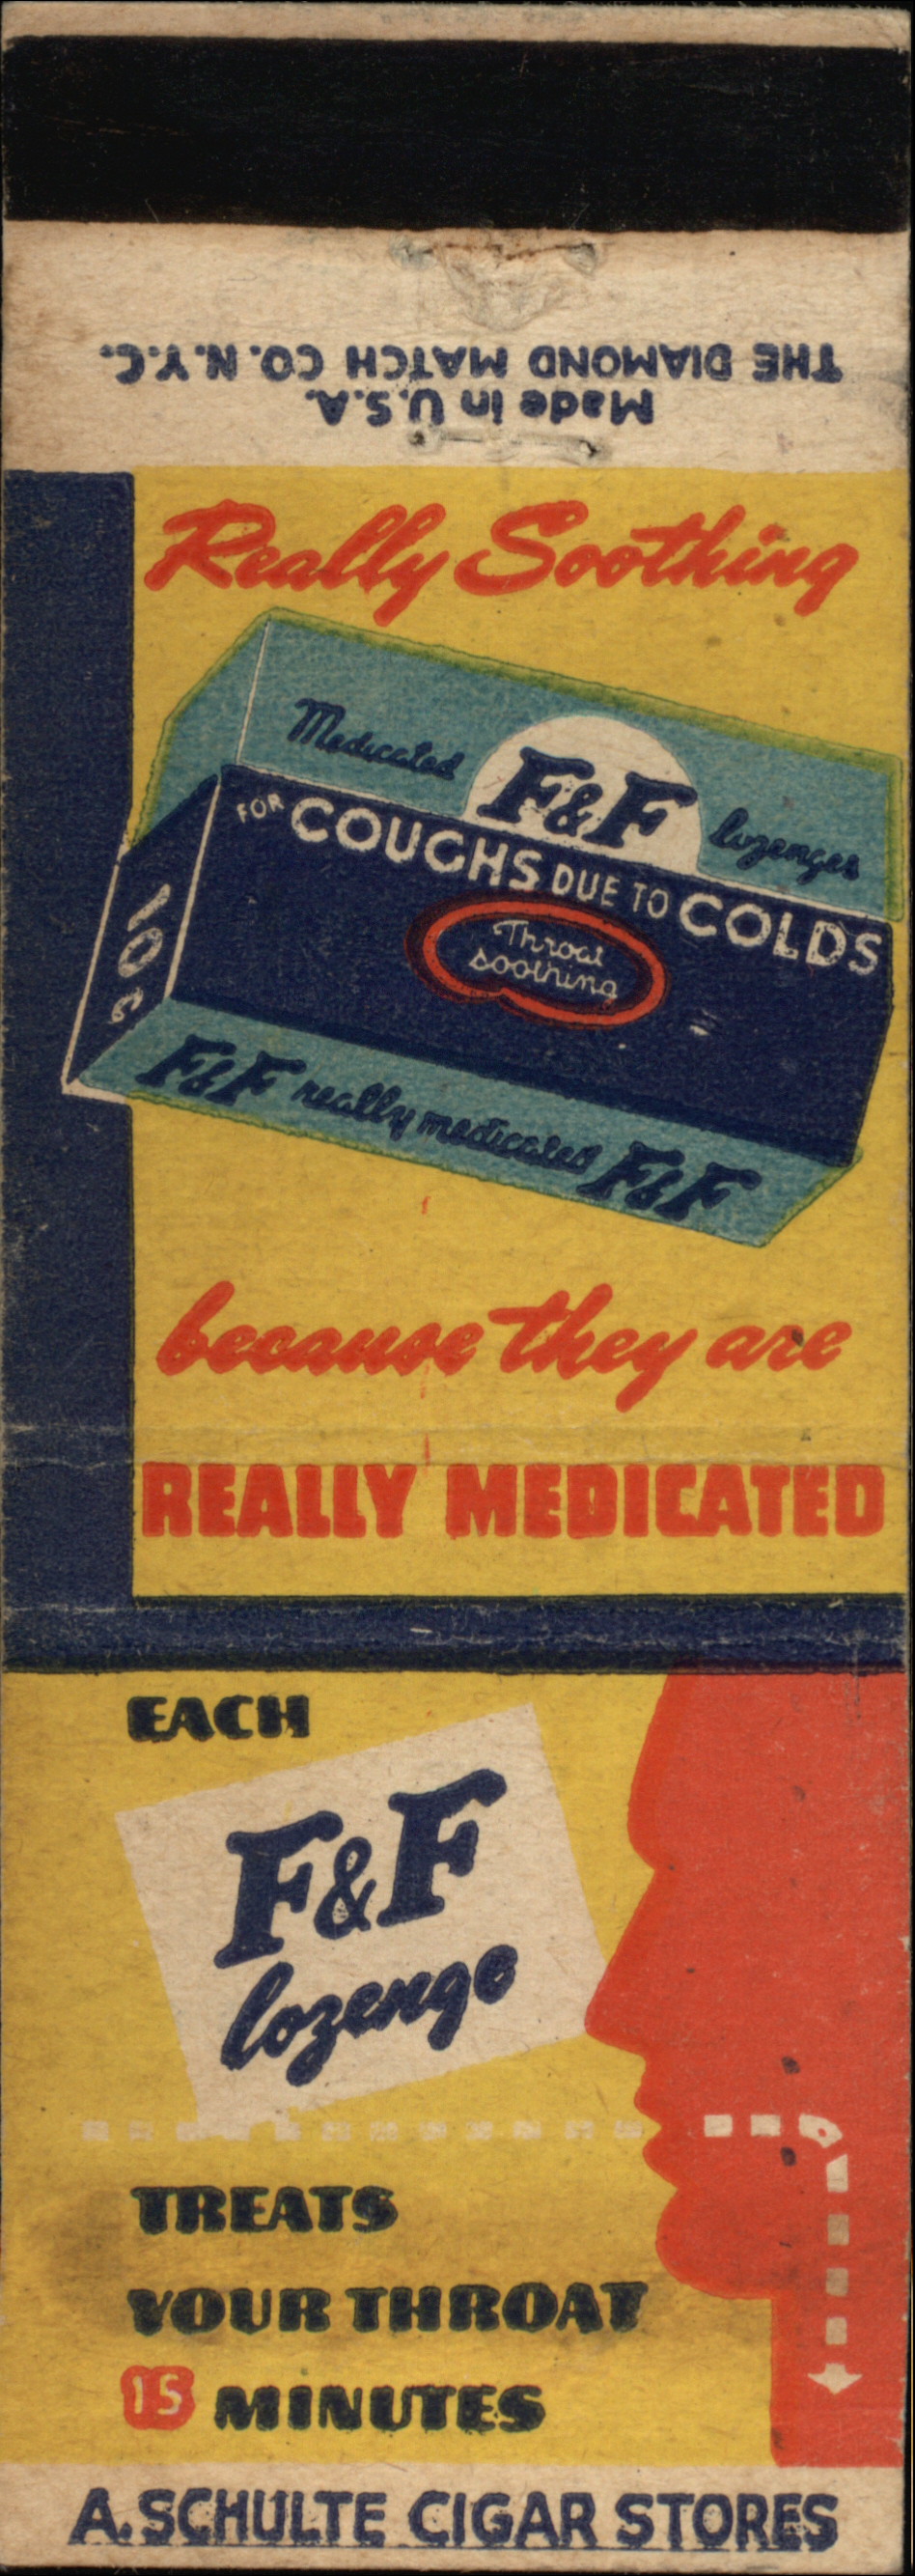 THE DIAMOND MATCH CO. N.Y.C.
Made in U.S.A.
Really Soothing
Medicated F&F lozenges
FOR COUGHS DUE TO COLDS
Throat
soothing
10c
F&F really medicated F&F
because they are
REALLY MEDICATED
EACH
F&F
lozenge
TREATS
YOUR THROAT
15 MINUTES
A. SCHULTE CIGAR STORES